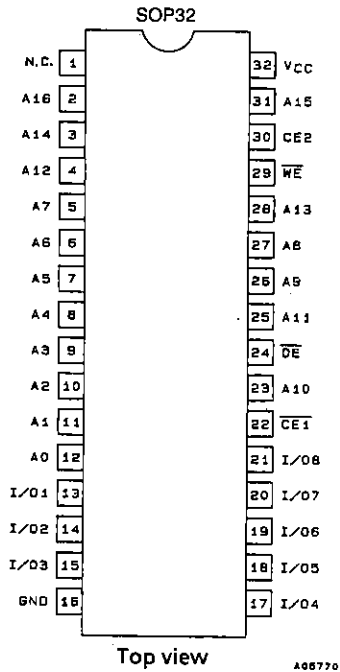 SOP32
N.C. 1 32 VCC
A16 2 31 A15
A14 3 30 CE2
A12 4 29 WE
A7 5 28 A13
A6 6 27 A8
A5 7 26 A9
A4 8 25 A11
A3 9 24 OE
A2 10 23 A10
A1 11 22 CE1
A0 12 21 I/O8
I/O1 13 20 I/O7
I/O2 14 19 I/O6
I/O3 15 18 I/O5
GND 16 17 I/O4
Top view
A05770